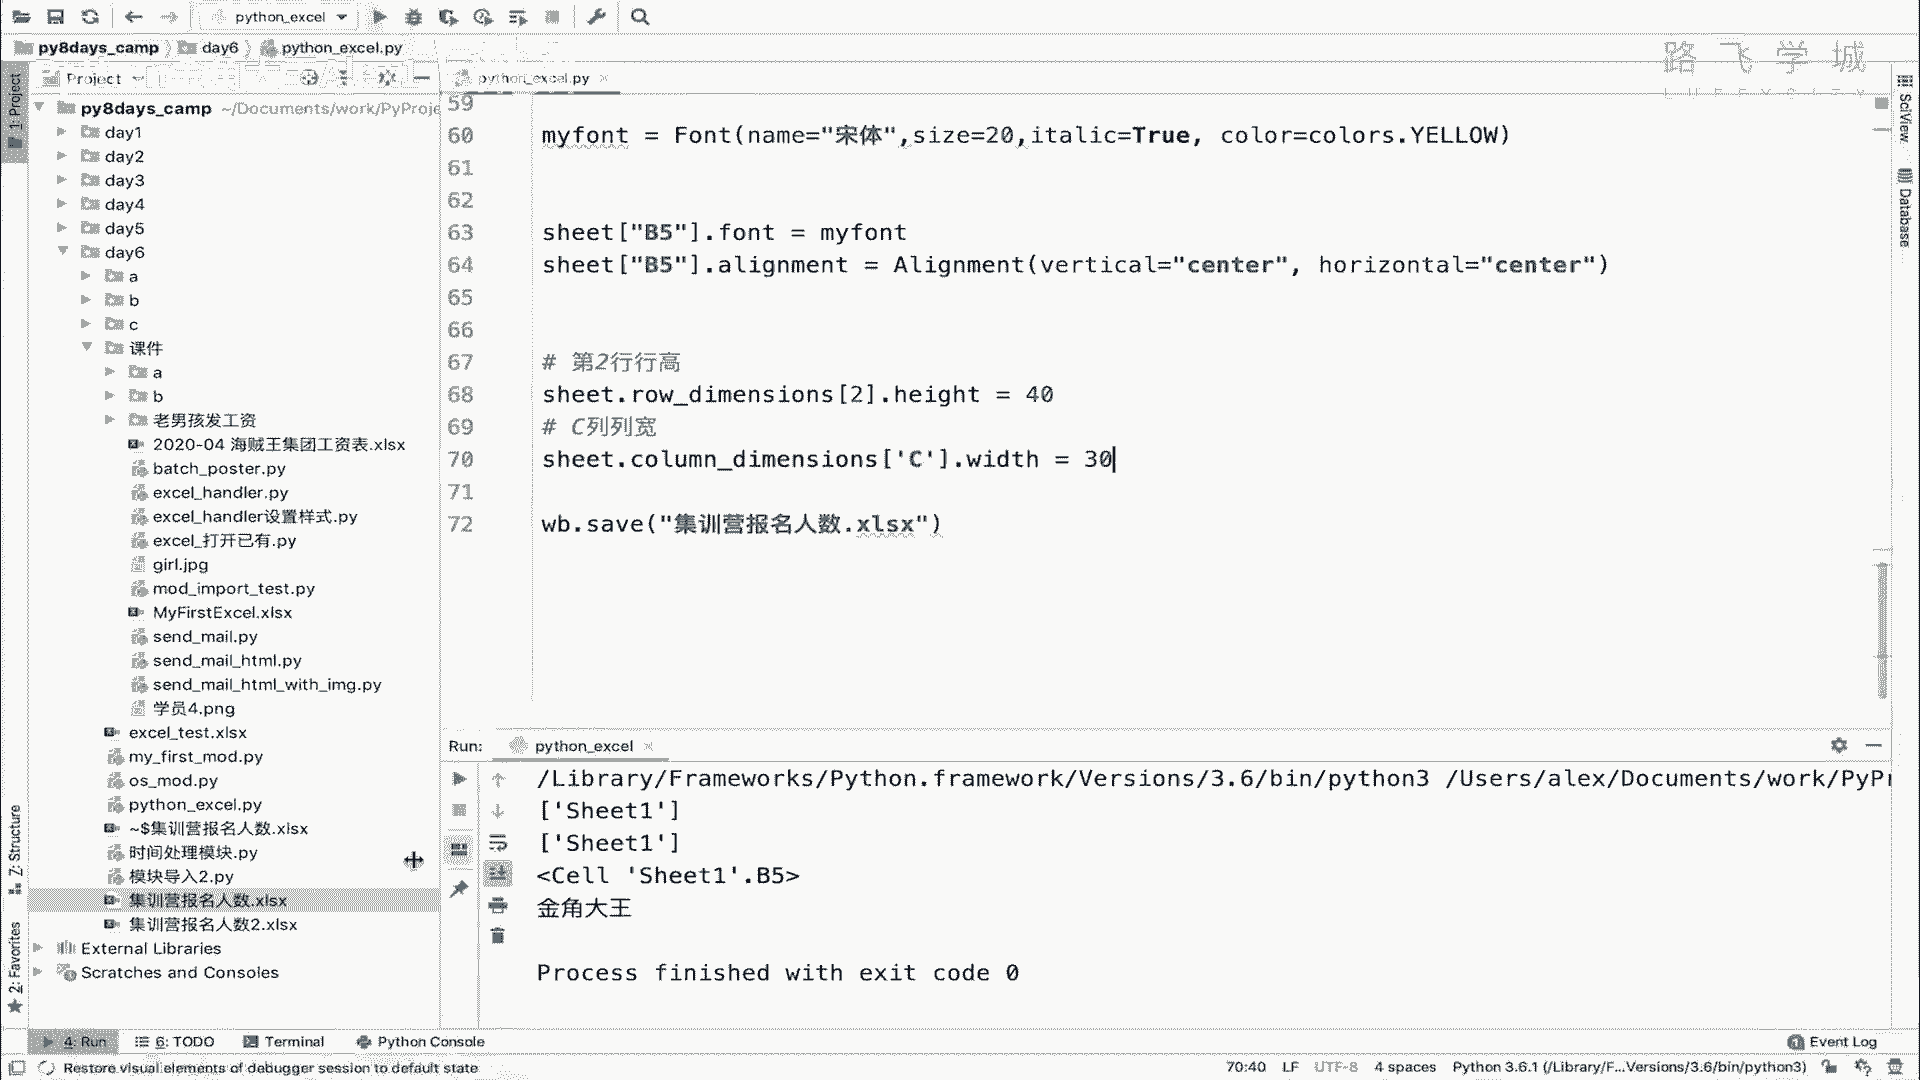 python_excel
py8days_camp day6 python_excel.py
路飞学城
Project
python_excel.py
1: Project
py8days_camp ~/Documents/work/PyProje
day1
day2
day3
day4
day5
day6
a
b
c
课件
a
b
老男孩发工资
2020-04 海贼王集团工资表.xlsx
batch_poster.py
excel_handler.py
excel_handler设置样式.py
excel_打开已有.py
girl.jpg
mod_import_test.py
MyFirstExcel.xlsx
send_mail.py
send_mail_html.py
send_mail_html_with_img.py
学员4.png
excel_test.xlsx
my_first_mod.py
os_mod.py
python_excel.py
~$集训营报名人数.xlsx
时间处理模块.py
模块导入2.py
集训营报名人数.xlsx
集训营报名人数2.xlsx
External Libraries
Scratches and Consoles
Z: Structure
2: Favorites
59
60 myfont = Font(name="宋体",size=20,italic=True, color=colors.YELLOW)
61
62
63 sheet["B5"].font = myfont
64 sheet["B5"].alignment = Alignment(vertical="center", horizontal="center")
65
66
67 # 第2行行高
68 sheet.row_dimensions[2].height = 40
69 # C列列宽
70 sheet.column_dimensions['C'].width = 30
71
72 wb.save("集训营报名人数.xlsx")
SciView
Database
Run: python_excel
/Library/Frameworks/Python.framework/Versions/3.6/bin/python3 /Users/alex/Documents/work/PyPr
['Sheet1']
['Sheet1']
<Cell 'Sheet1'.B5>
金角大王
Process finished with exit code 0
4: Run 6: TODO Terminal Python Console Event Log
Restore visual elements of debugger session to default state 70:40 LF UTF-8 4 spaces Python 3.6.1 (/Library/F...Versions/3.6/bin/python3)